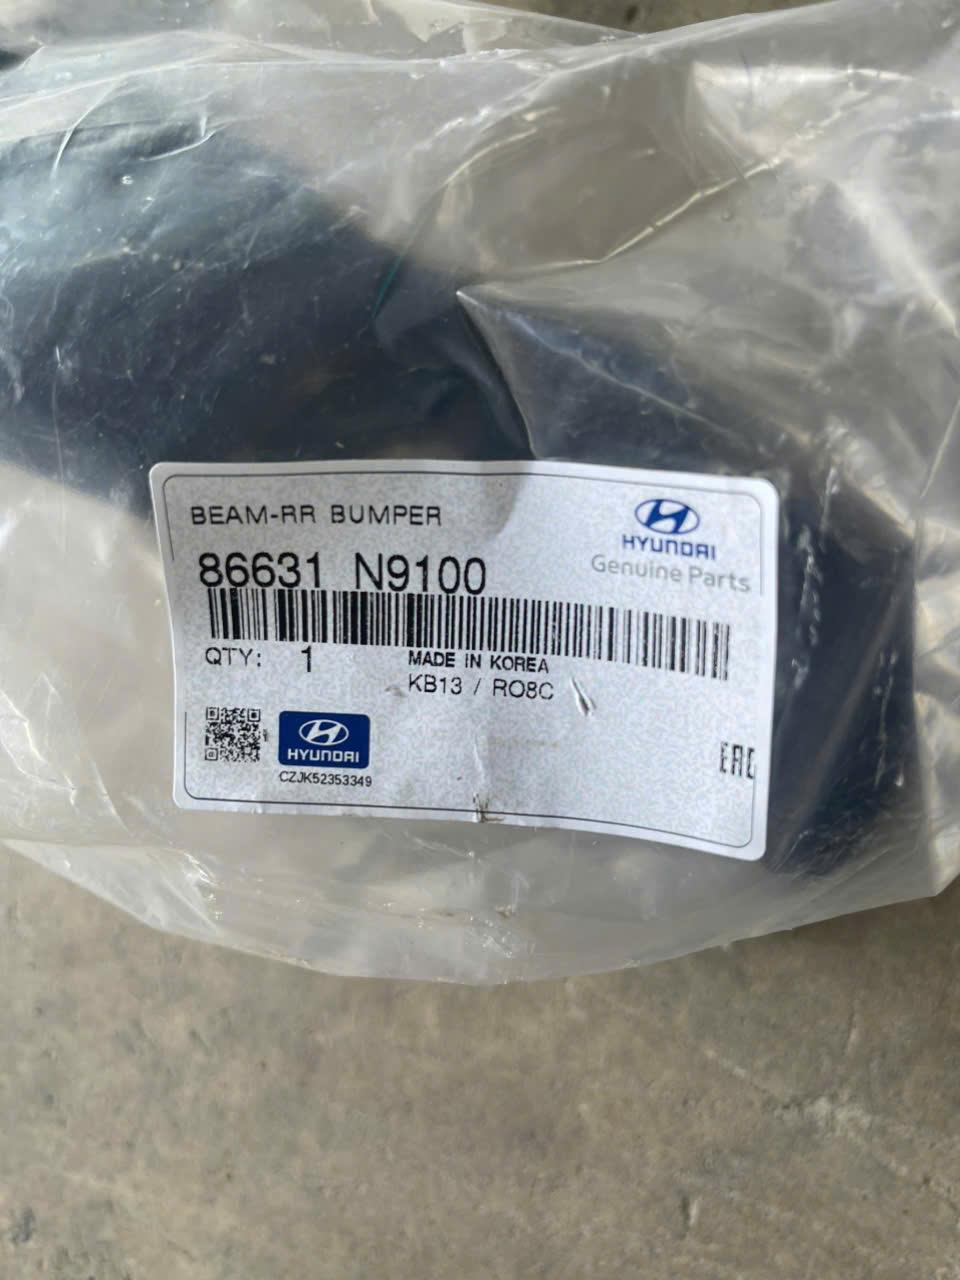 BEAM-RR BUMPER
HYUNDAI
Genuine Parts
86631 N9100
QTY: 1
MADE IN KOREA
KB13 / RO8C
HYUNDAI
CZJK52353349
EAC